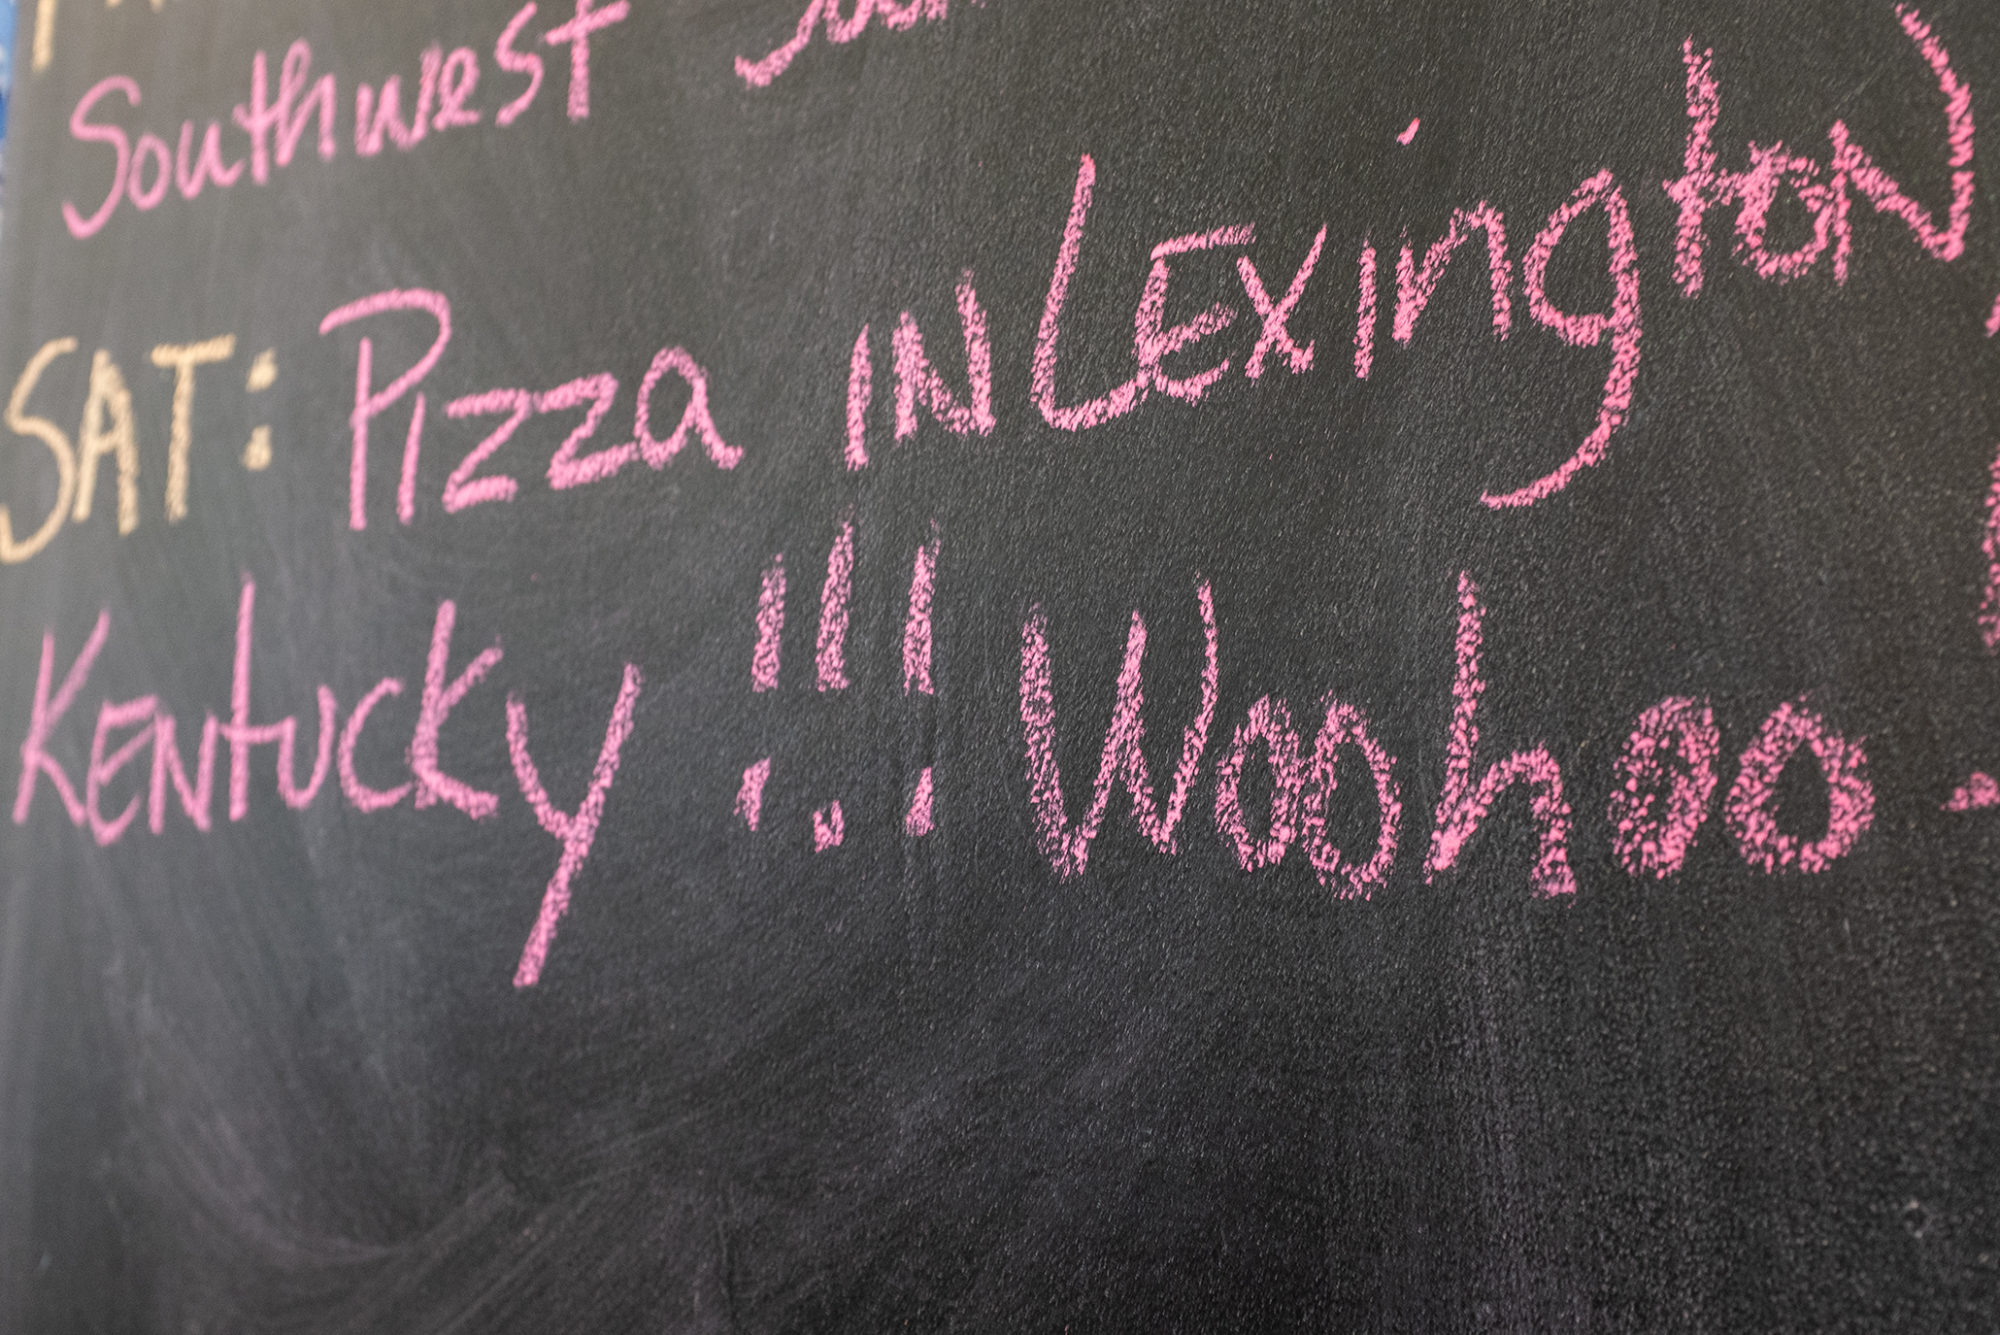 Southwest
SAT: Pizza IN LExingtoN
KENtucky !!! Woohoo